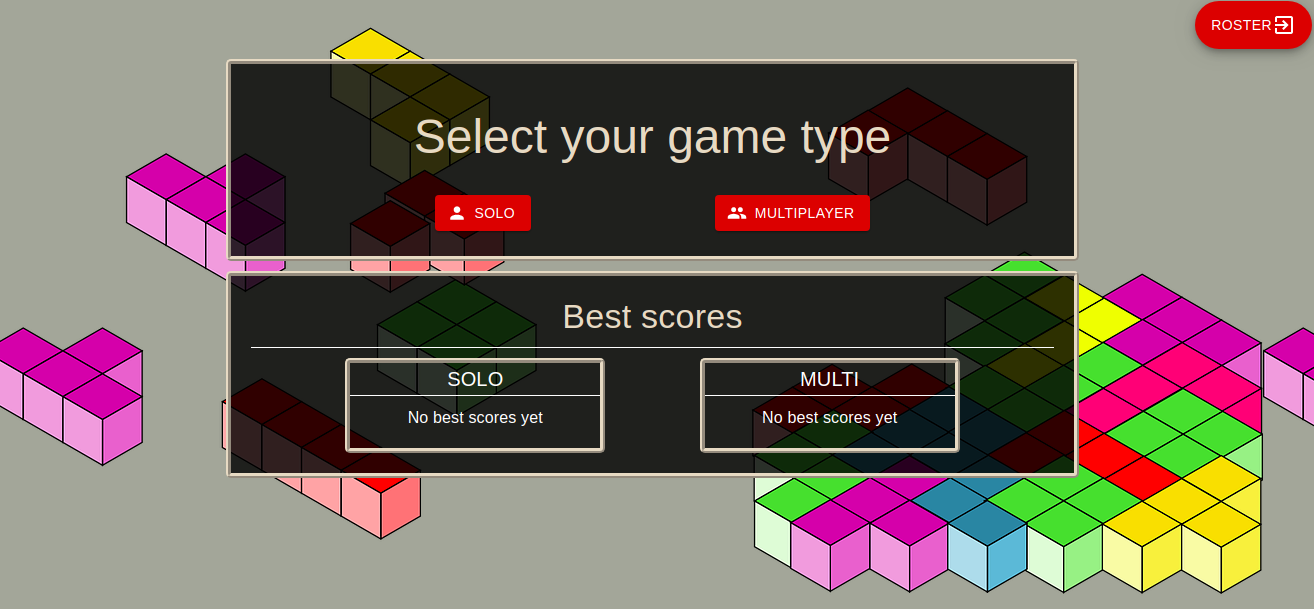 ROSTER
Select your game type
SOLO
MULTIPLAYER
Best scores
SOLO
No best scores yet
MULTI
No best scores yet